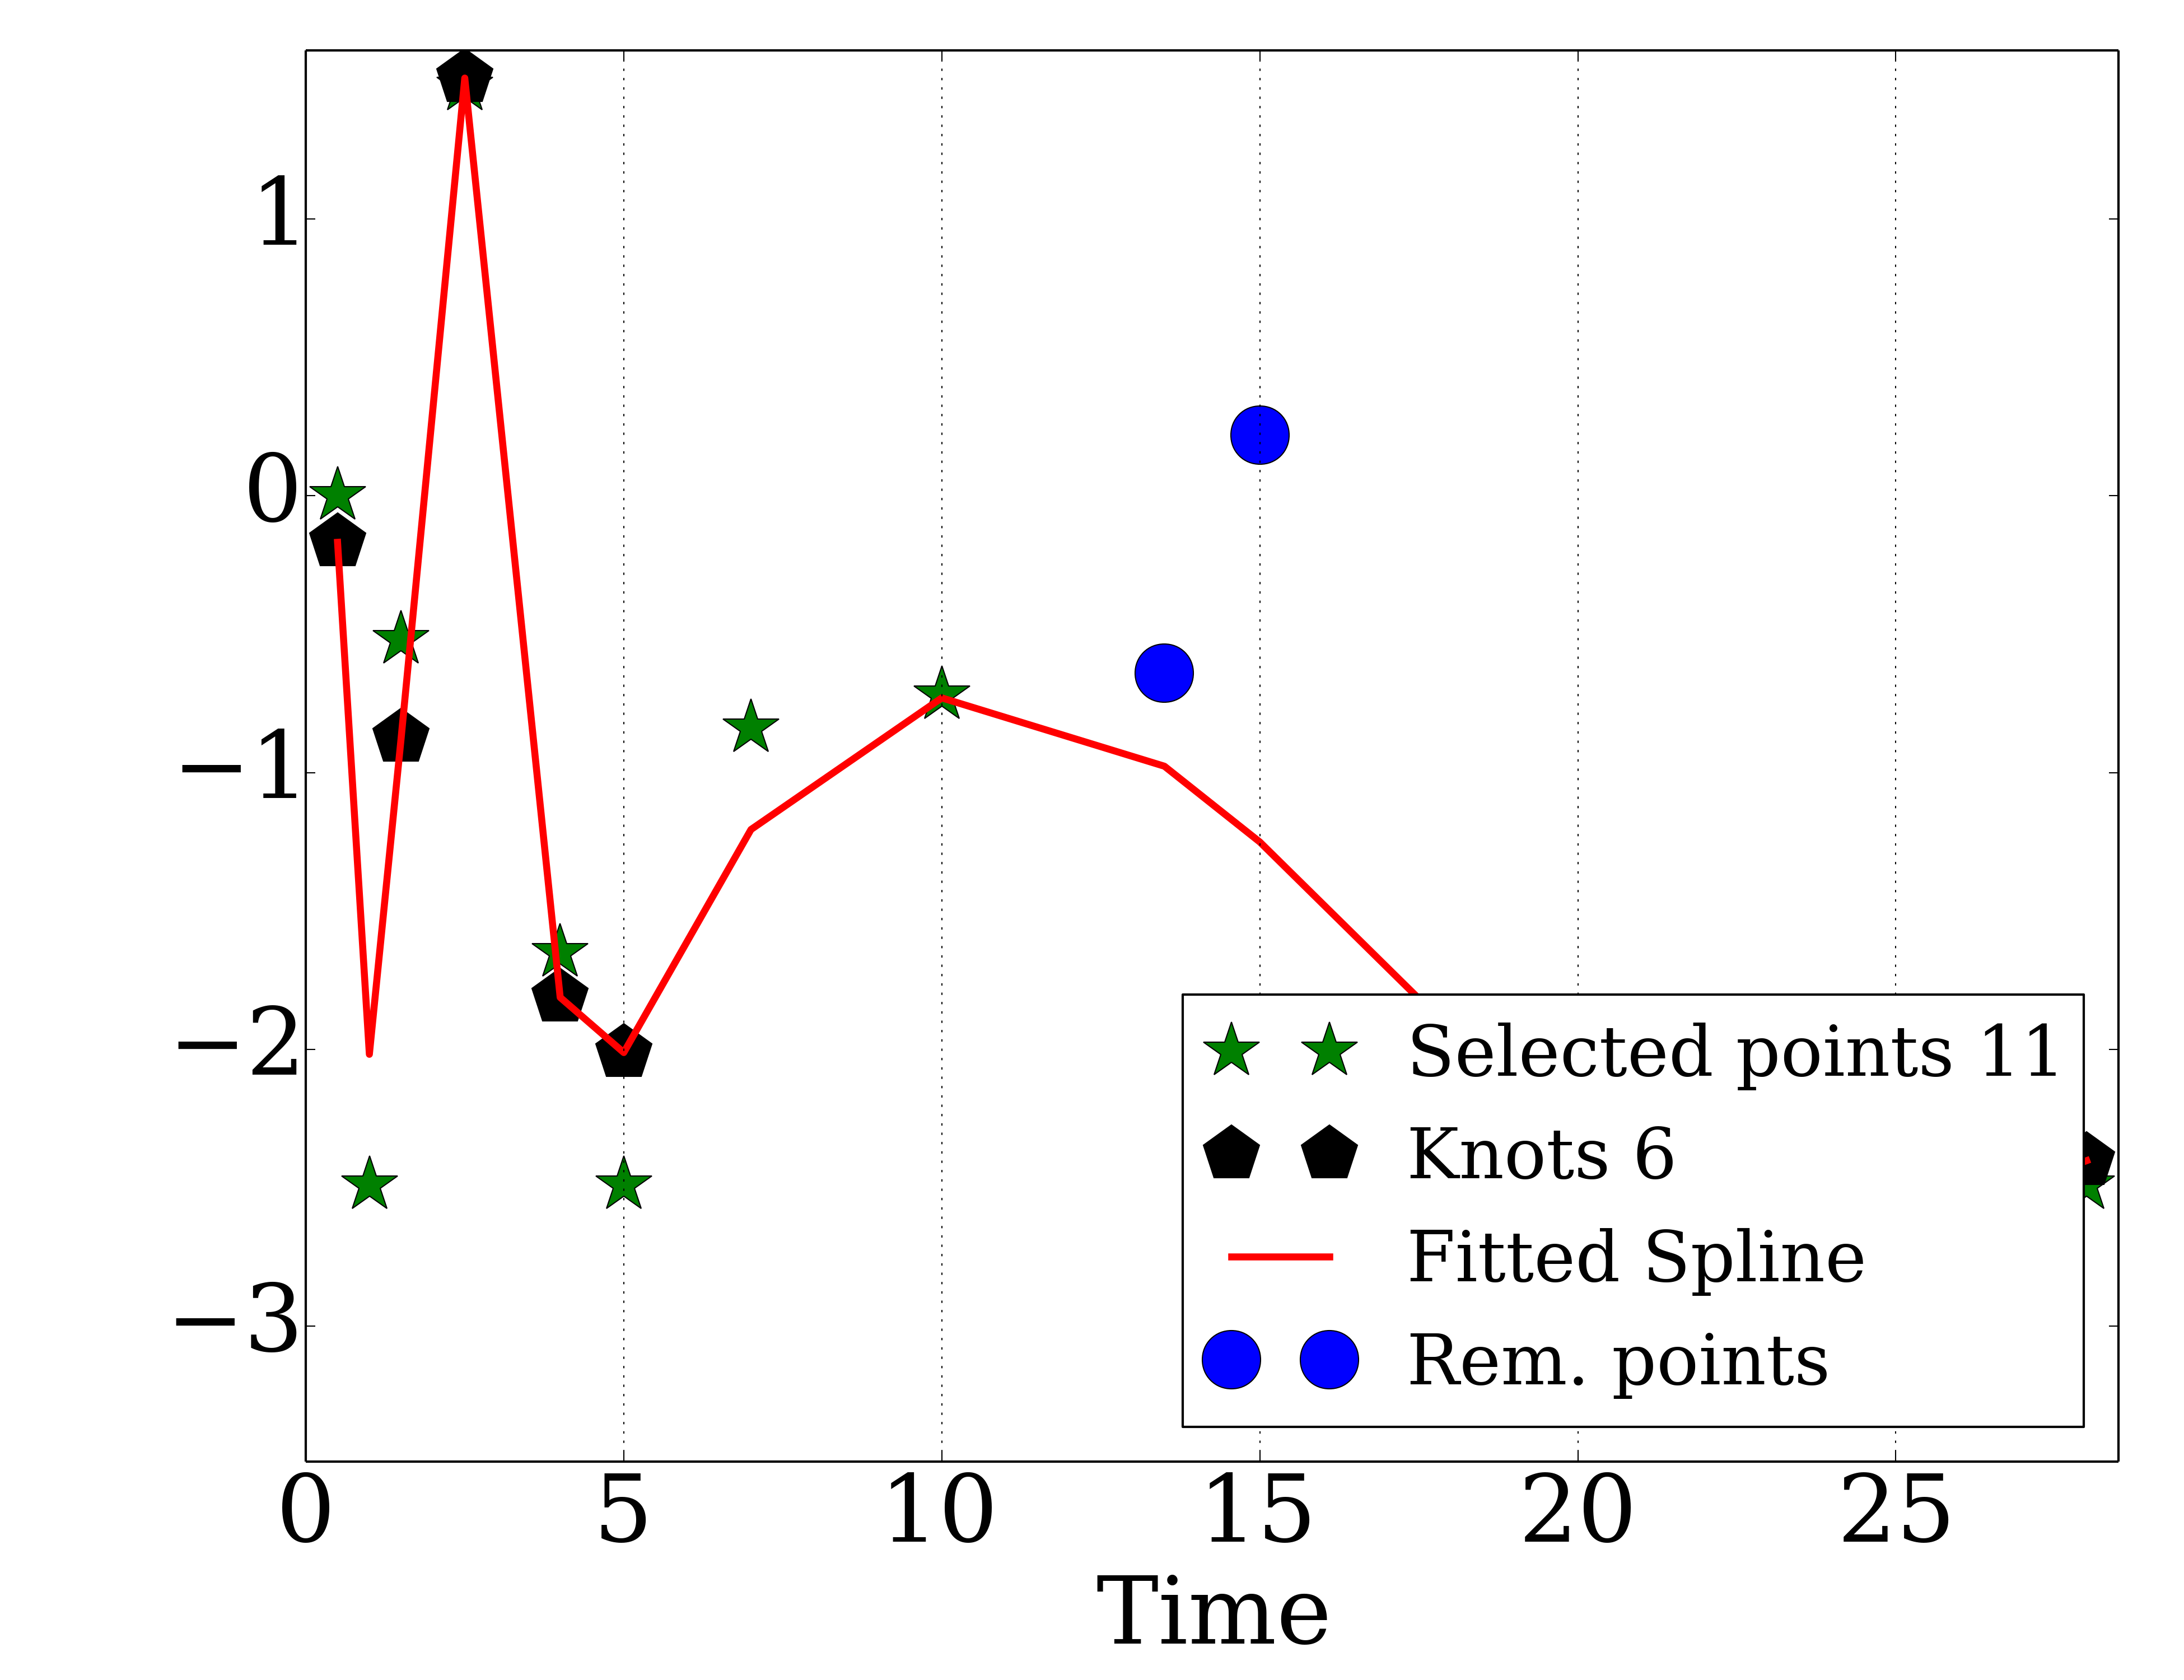 1
0
−1
−2
−3
0 5 10 15 20 25
Time
Selected points 11
Knots 6
Fitted Spline
Rem. points